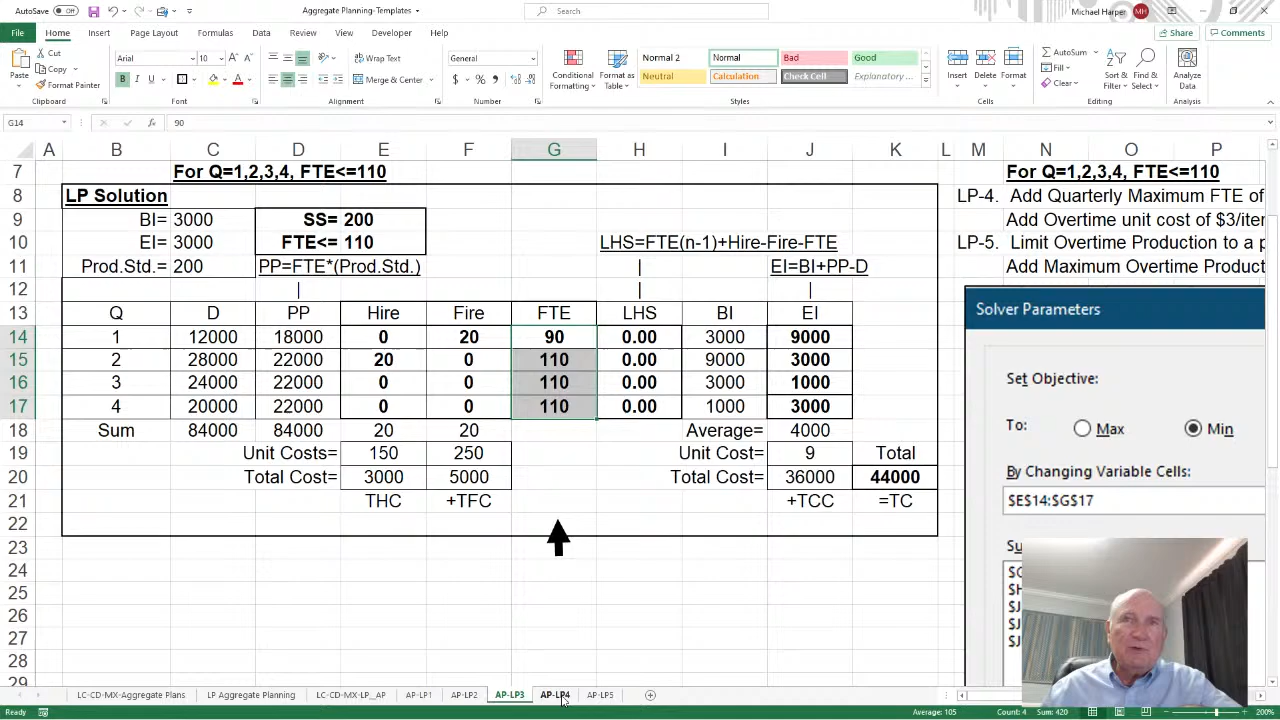 AutoSave Off Aggregate Planning-Templates Search Michael Harper MH
File Home Insert Page Layout Formulas Data Review View Developer Help Share Comments
Paste Cut Copy Format Painter Clipboard
Arial 10 B I U Font
Merge & Center Alignment
General $ % Number
Conditional Formatting Format as Table
Normal 2 Normal Bad Good
Neutral Calculation Check Cell Explanatory ...
Styles
Insert Delete Format Cells
AutoSum Fill Clear Sort & Filter Find & Select Editing
Analyze Data Analysis
G14 fx 90
A B C D E F G H I J K L M N O P
7 For Q=1,2,3,4, FTE<=110 For Q=1,2,3,4, FTE<=110
8 LP Solution LP-4. Add Quarterly Maximum FTE of
9 BI= 3000 SS= 200 Add Overtime unit cost of $3/iter
10 EI= 3000 FTE<= 110 LHS=FTE(n-1)+Hire-Fire-FTE LP-5. Limit Overtime Production to a p
11 Prod.Std.= 200 PP=FTE*(Prod.Std.) | EI=BI+PP-D Add Maximum Overtime Product
12 | | |
13 Q D PP Hire Fire FTE LHS BI EI
14 1 12000 18000 0 20 90 0.00 3000 9000
15 2 28000 22000 20 0 110 0.00 9000 3000
16 3 24000 22000 0 0 110 0.00 3000 1000
17 4 20000 22000 0 0 110 0.00 1000 3000
18 Sum 84000 84000 20 20 Average= 4000
19 Unit Costs= 150 250 Unit Cost= 9 Total
20 Total Cost= 3000 5000 Total Cost= 36000 44000
21 THC +TFC +TCC =TC
22
23
24
25
26
27
28
29
Solver Parameters
Set Objective:
To: Max Min
By Changing Variable Cells:
$E$14:$G$17
Su
$G
$H
$J
$J
$J
LC-CD-MX-Aggregate Plans LP Aggregate Planning LC-CD-MX-LP_AP AP-LP1 AP-LP2 AP-LP3 AP-LP4 AP-LP5
Ready Average: 105 Count: 4 Sum: 420 200%